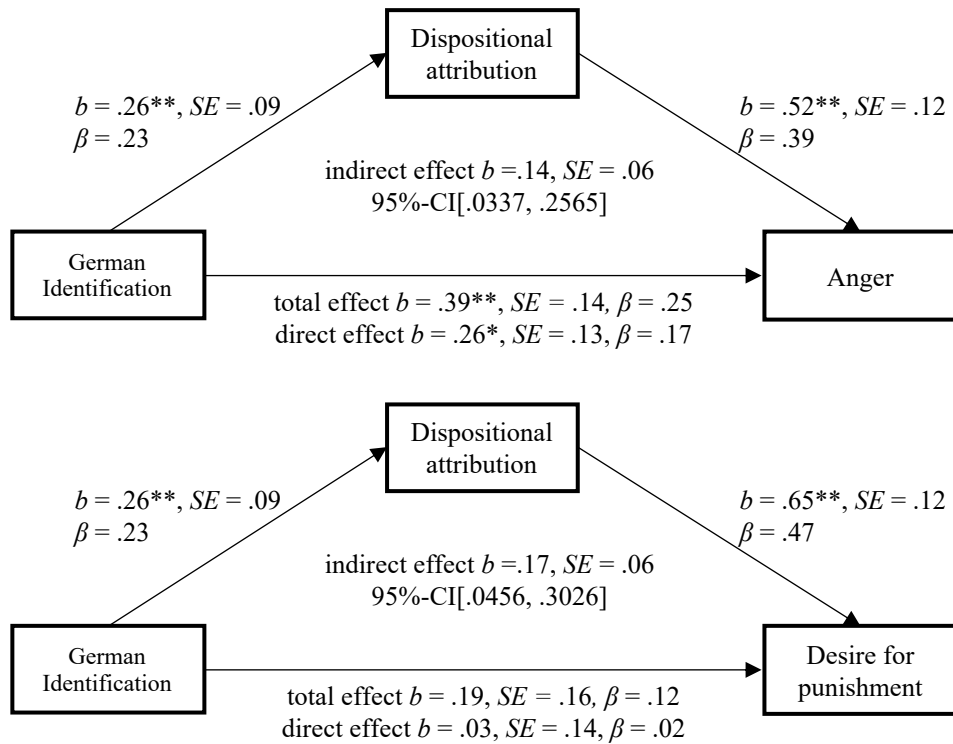 Dispositional
attribution
b = .26**, SE = .09
β = .23
b = .52**, SE = .12
β = .39
indirect effect b =.14, SE = .06
95%-CI[.0337, .2565]
German
Identification
Anger
total effect b = .39**, SE = .14, β = .25
direct effect b = .26*, SE = .13, β = .17
Dispositional
attribution
b = .26**, SE = .09
β = .23
b = .65**, SE = .12
β = .47
indirect effect b =.17, SE = .06
95%-CI[.0456, .3026]
German
Identification
Desire for
punishment
total effect b = .19, SE = .16, β = .12
direct effect b = .03, SE = .14, β = .02